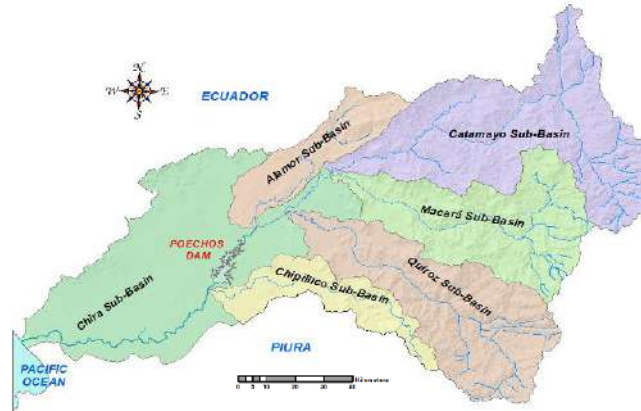 N
W E
S
ECUADOR
Catamayo Sub-Basin
Alamor Sub-Basin
Macará Sub-Basin
POECHOS
DAM
Quiroz Sub-Basin
Chipillico Sub-Basin
Chira Sub-Basin
PIURA
PACIFIC
OCEAN